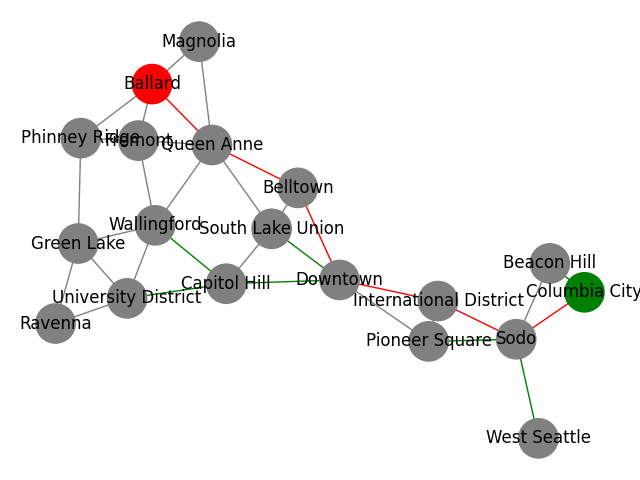 Magnolia
Ballard
Phinney Ridge
Fremont
Queen Anne
Belltown
Wallingford
South Lake Union
Green Lake
Beacon Hill
Capitol Hill
Downtown
Columbia City
University District
International District
Ravenna
Pioneer Square
Sodo
West Seattle